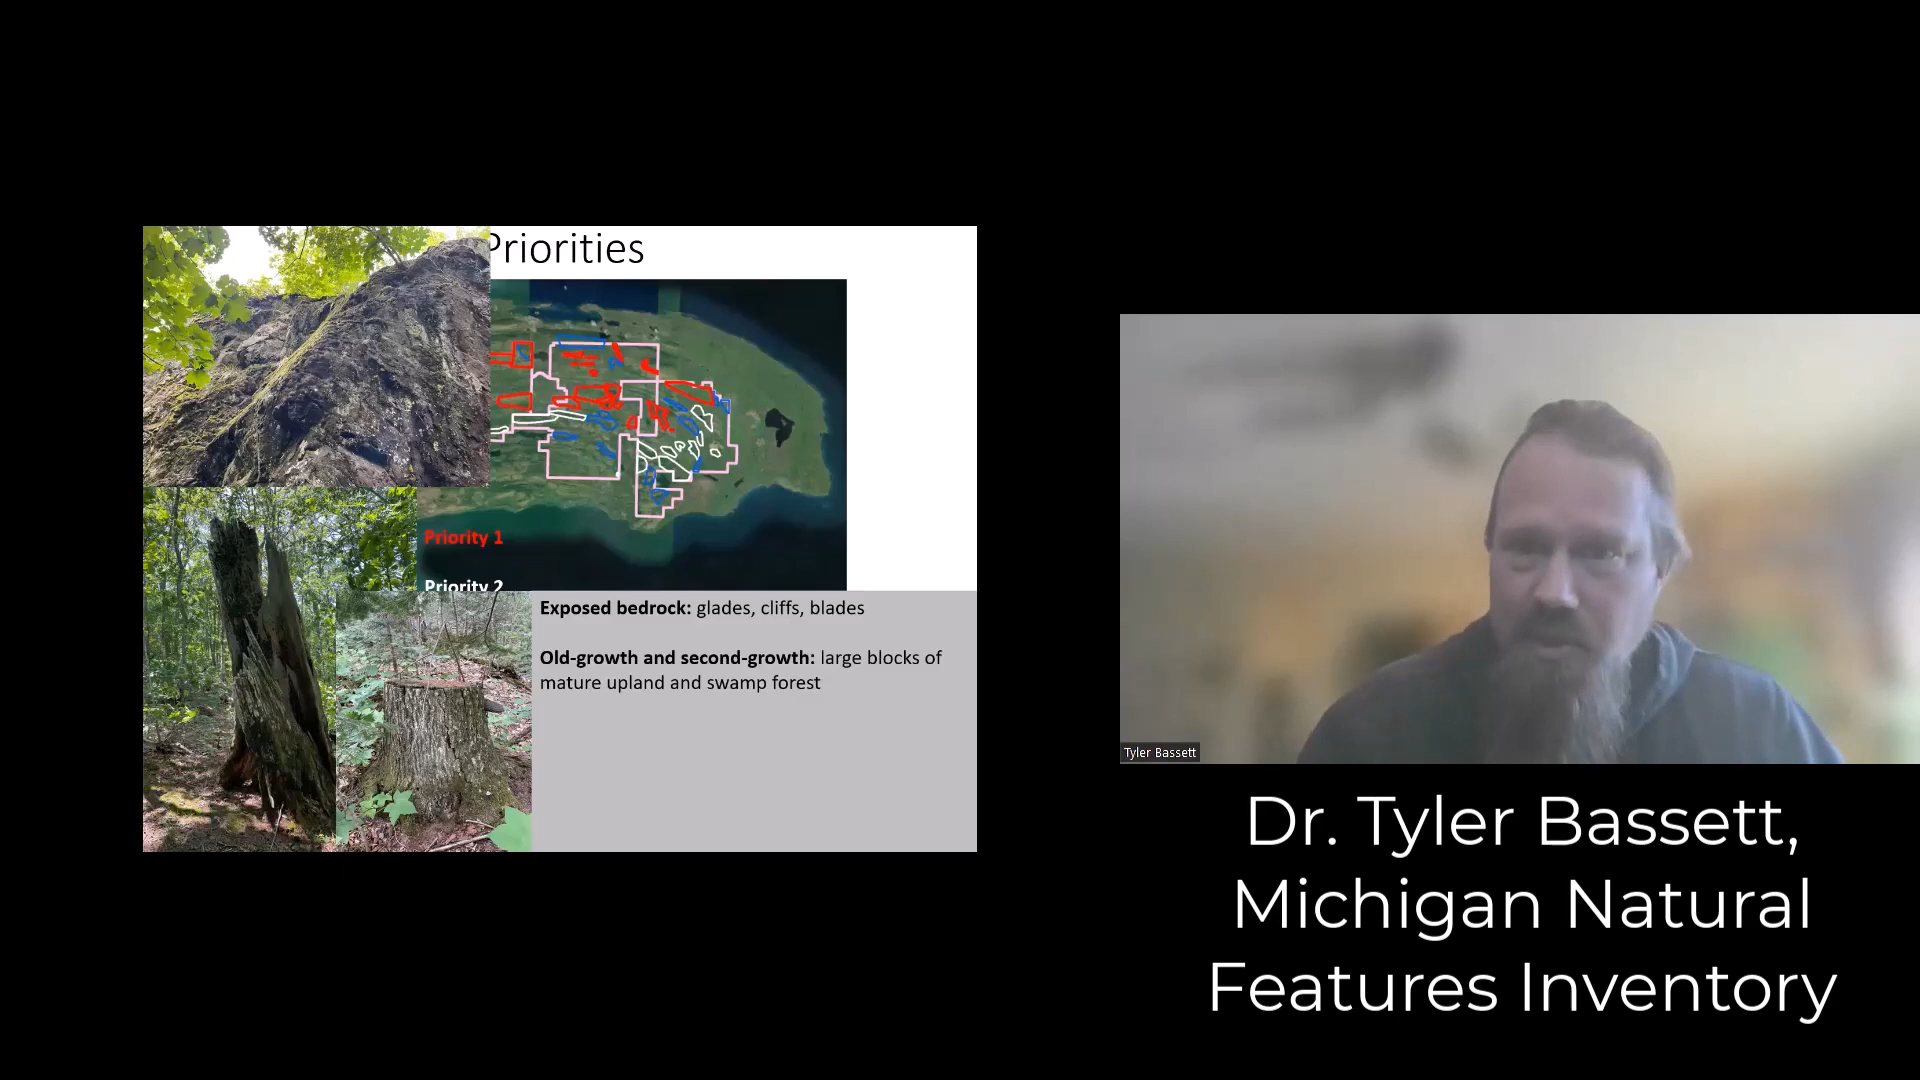 Priorities
Priority 1
Priority 2
Exposed bedrock: glades, cliffs, blades
Old-growth and second-growth: large blocks of
mature upland and swamp forest
Tyler Bassett
Dr. Tyler Bassett,
Michigan Natural
Features Inventory